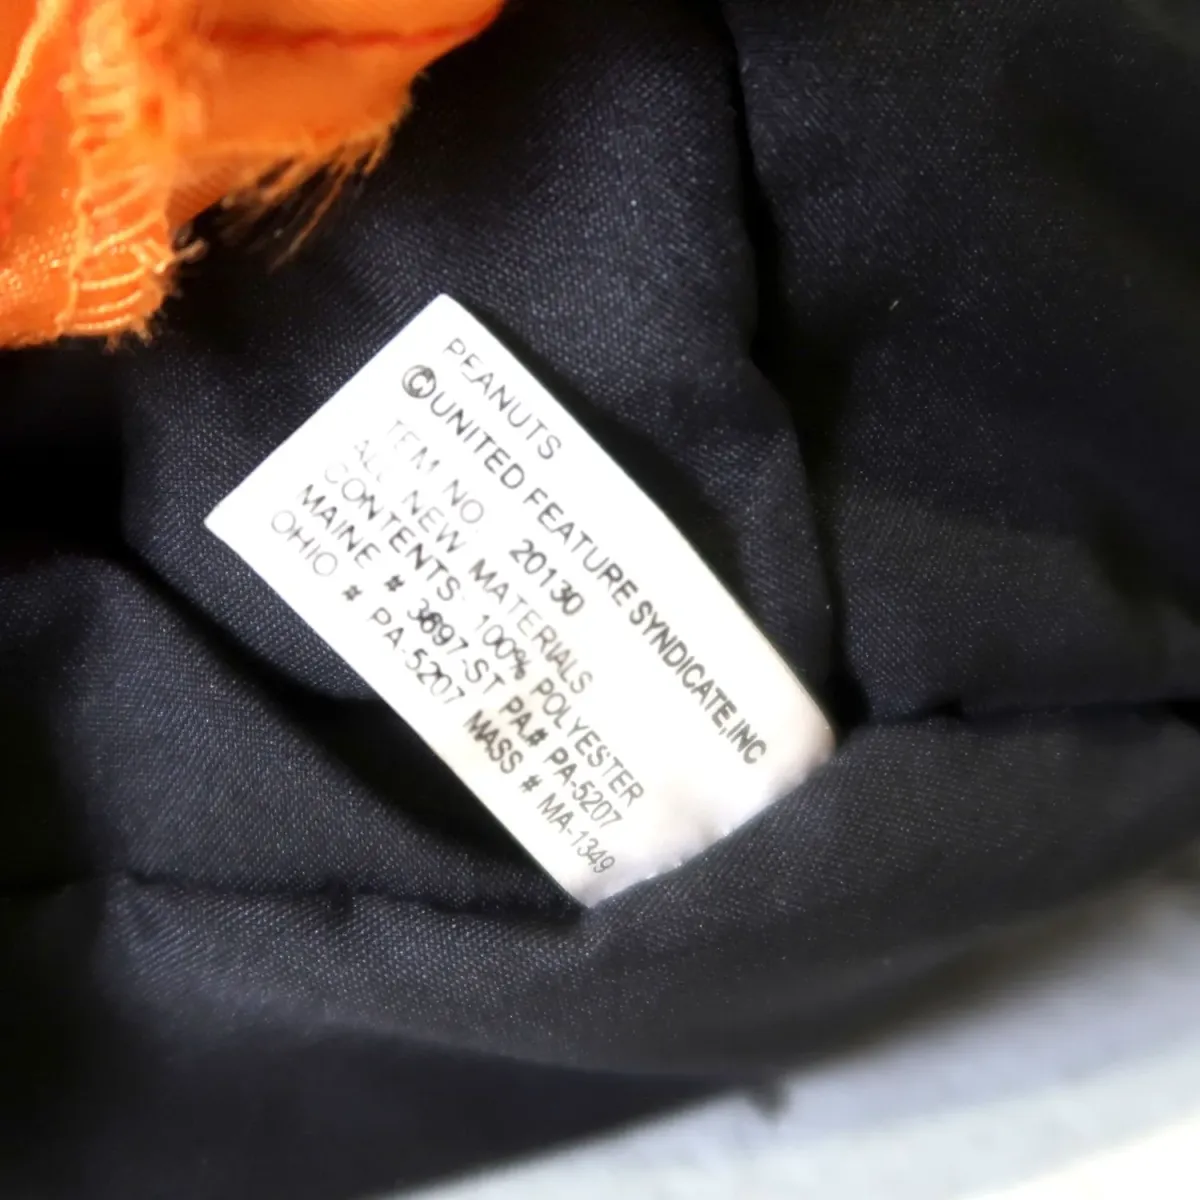 PEANUTS
©UNITED FEATURE SYNDICATE,INC
ITEM NO. 20130
ALL NEW MATERIALS
CONTENTS- 100% POLYESTER
MAINE # 3897-ST PA# PA-5207
OHIO # PA-5207 MASS # MA-1349